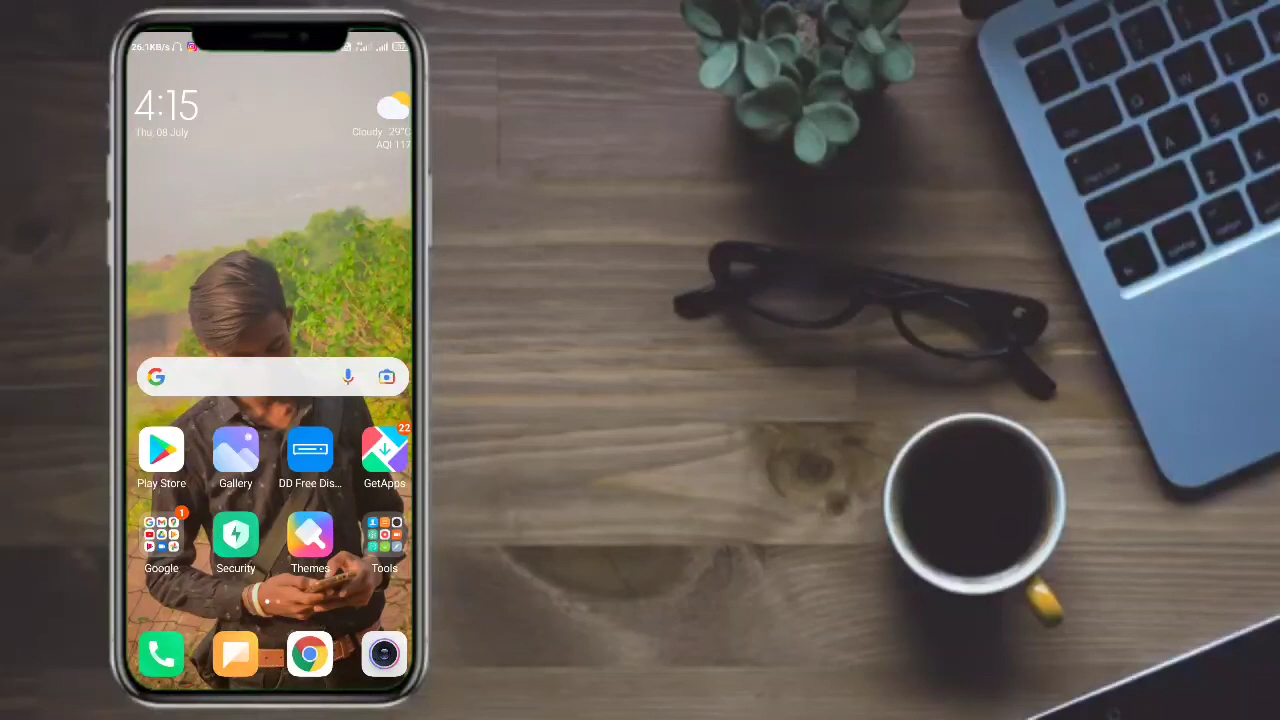 26.1KB/s
4:15
Thu, 08 July
Cloudy 29°C
AQI 117
Play Store
Gallery
DD Free Dis...
GetApps
22
Google
1
Security
Themes
Tools
Q
W
A
S
Z
X
D